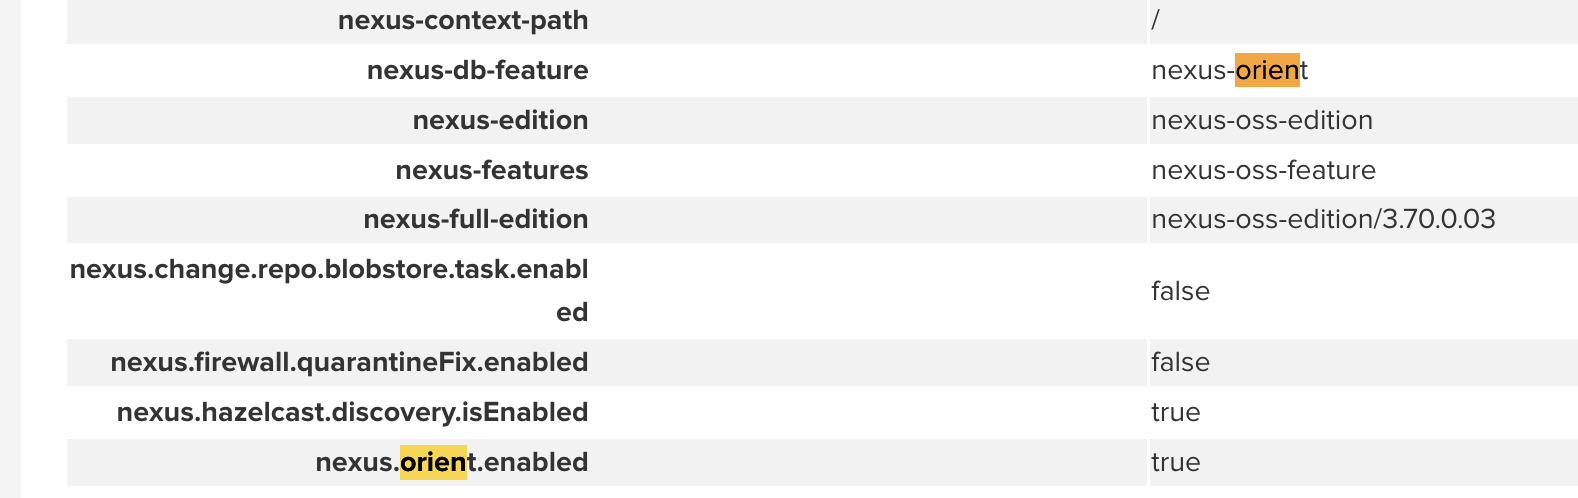 nexus-context-path /
nexus-db-feature nexus-orient
nexus-edition nexus-oss-edition
nexus-features nexus-oss-feature
nexus-full-edition nexus-oss-edition/3.70.0.03
nexus.change.repo.blobstore.task.enabl
ed false
nexus.firewall.quarantineFix.enabled false
nexus.hazelcast.discovery.isEnabled true
nexus.orient.enabled true